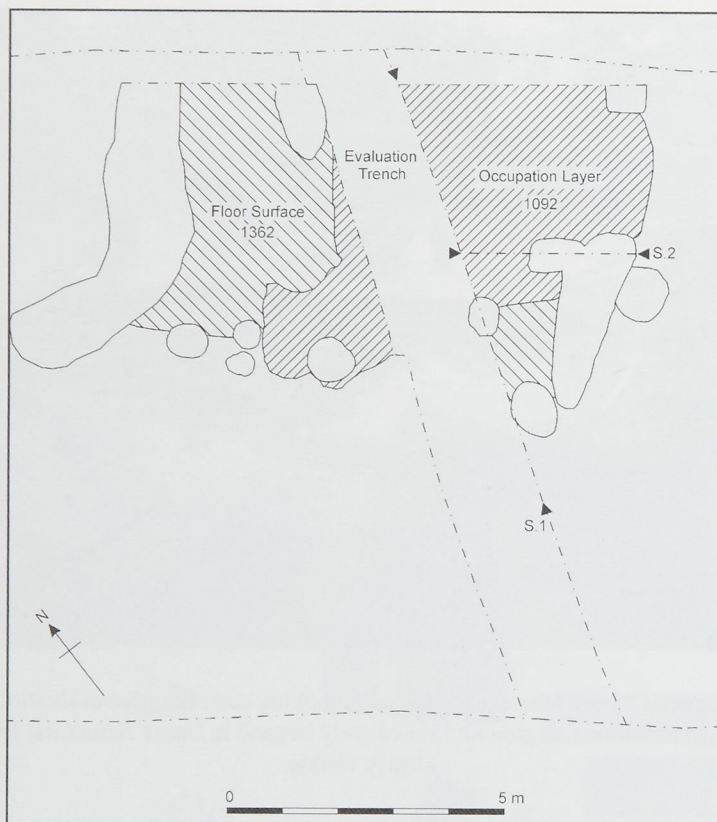 Evaluation
Trench
Occupation Layer
1092
Floor Surface
1362
S.2
S.1
N
0
5 m